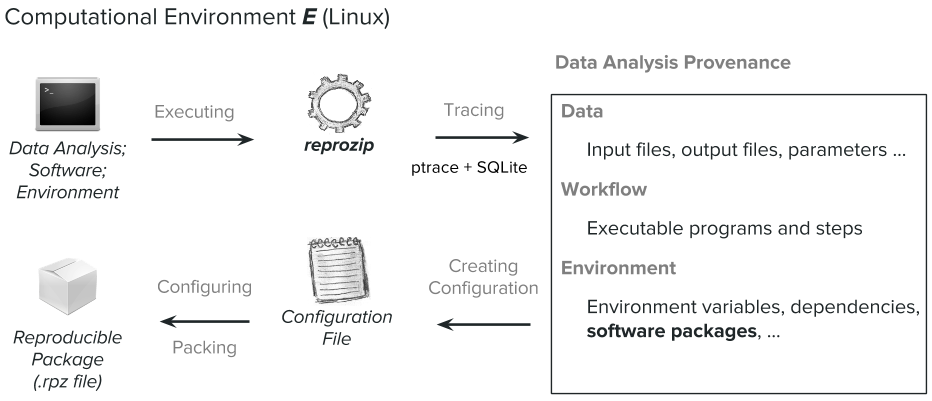 Computational Environment E (Linux)
Data Analysis Provenance
>_
Executing
Tracing
reprozip
ptrace + SQLite
Data Analysis;
Software;
Environment
Data
Input files, output files, parameters ...
Workflow
Executable programs and steps
Environment
Environment variables, dependencies,
software packages, ...
Creating
Configuration
Configuration
File
Configuring
Packing
Reproducible
Package
(.rpz file)